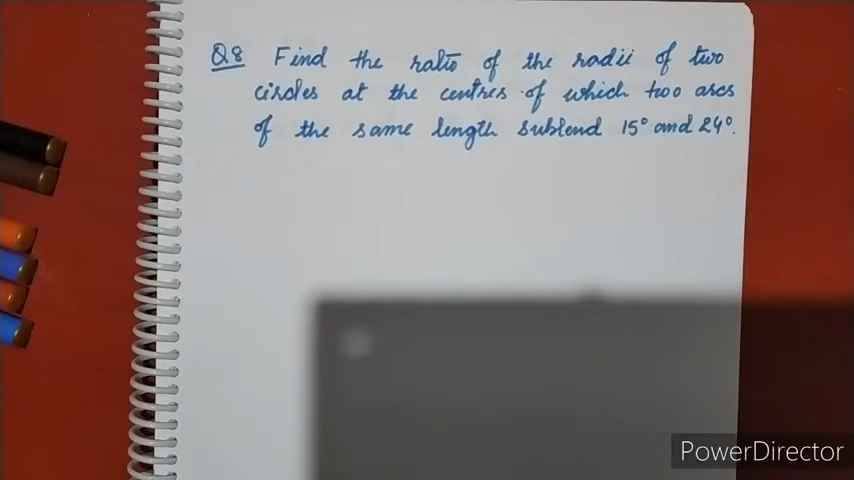 Q8 Find the ratio of the radii of two
circles at the centres of which two arcs
of the same length subtend 15° and 24°.
PowerDirector